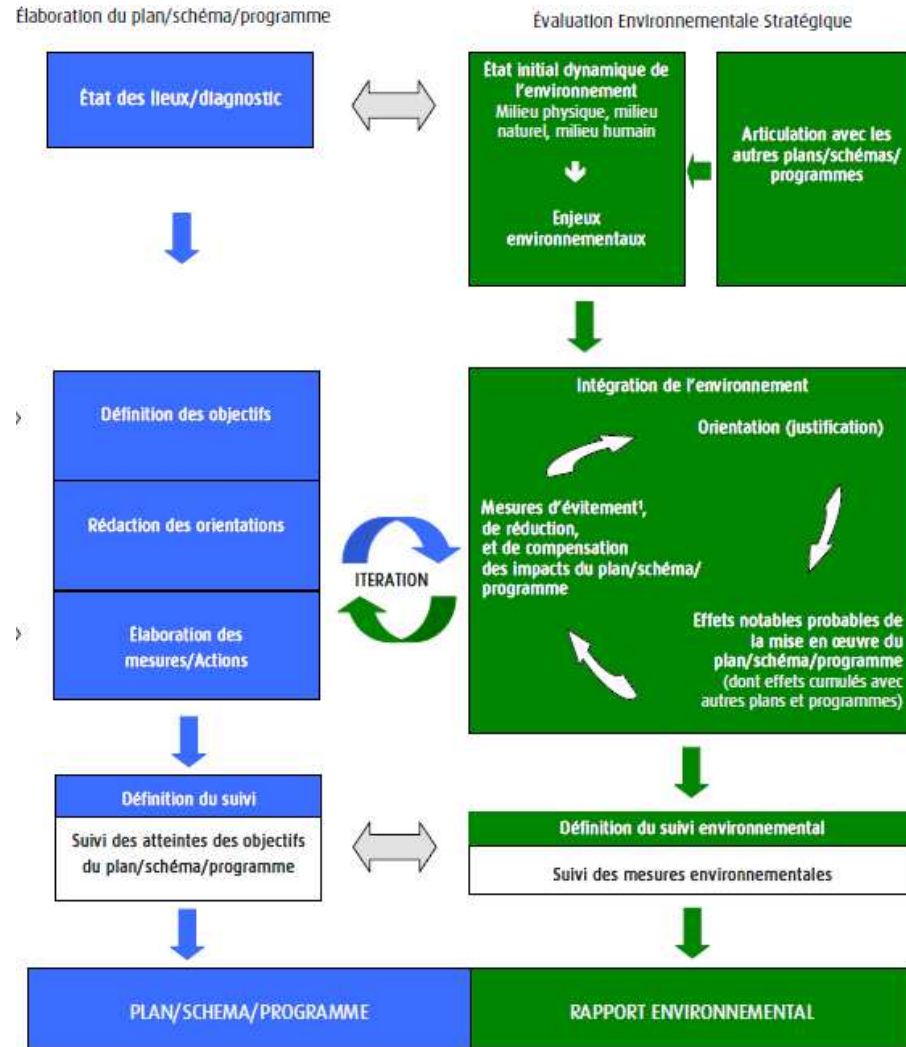 Élaboration du plan/schéma/programme
Évaluation Environnementale Stratégique
État des lieux/diagnostic
État initial dynamique de
l'environnement
Milieu physique, milieu
naturel, milieu humain
Enjeux
environnementaux
Articulation avec les
autres plans/schémas/
programmes
Définition des objectifs
Rédaction des orientations
Élaboration des
mesures/Actions
ITERATION
Intégration de l'environnement
Orientation (justification)
Mesures d'évitement¹,
de réduction,
et de compensation
des impacts du plan/schéma/
programme
Effets notables probables de
la mise en œuvre du
plan/schéma/programme
(dont effets cumulés avec
autres plans et programmes)
Définition du suivi
Suivi des atteintes des objectifs
du plan/schéma/programme
Définition du suivi environnemental
Suivi des mesures environnementales
PLAN/SCHEMA/PROGRAMME
RAPPORT ENVIRONNEMENTAL